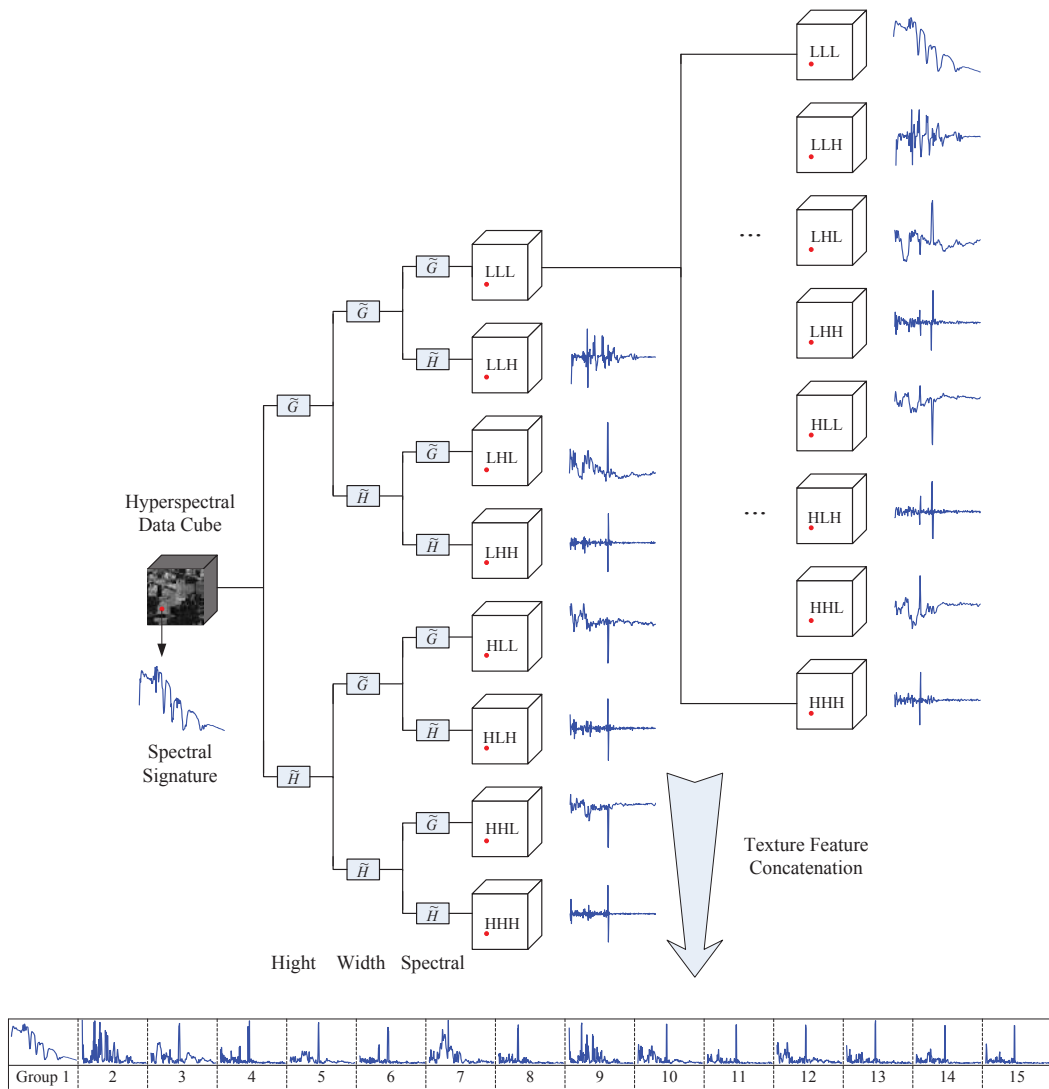 LLL
LLH
LHL
...
LHH
HLL
HLH
...
HHL
HHH
G̃
LLL
G̃
H̃
LLH
G̃
G̃
LHL
H̃
H̃
LHH
Hyperspectral
Data Cube
G̃
HLL
G̃
H̃
HLH
Spectral
Signature
H̃
G̃
HHL
H̃
H̃
HHH
Texture Feature
Concatenation
Hight Width Spectral
Group 1 2 3 4 5 6 7 8 9 10 11 12 13 14 15